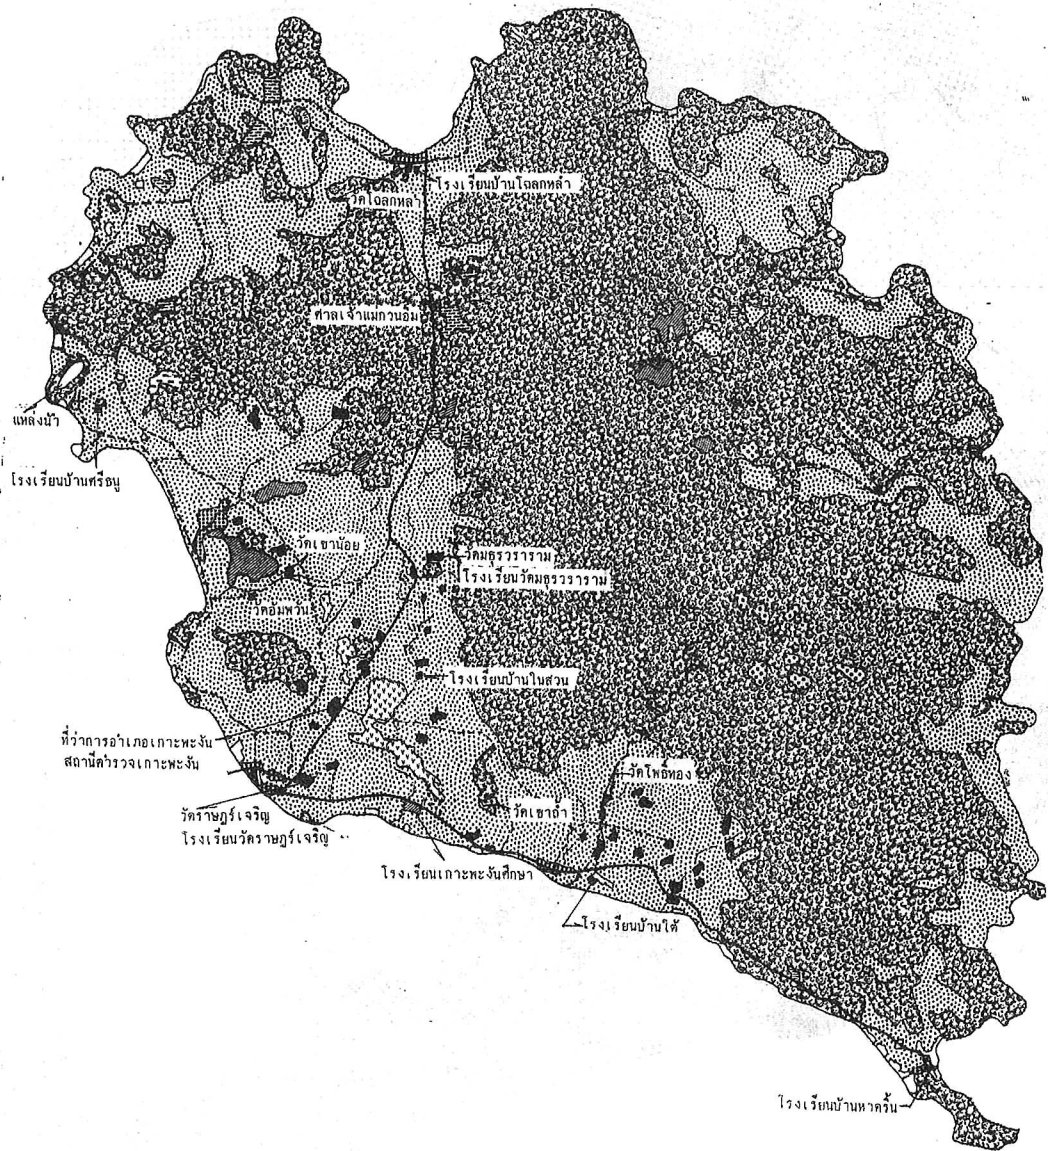 โรงเรียนบ้านโฉลกหลำ
วัดโฉลกหลำ
ศาลเจ้าแม่กวนอิม
แหล่งน้ำ
โรงเรียนบ้านศรีธนู
วัดเขาน้อย
วัดมธุรวราราม
โรงเรียนวัดมธุรวราราม
วัดอัมพวัน
โรงเรียนบ้านในสวน
ที่ว่าการอำเภอเกาะพะงัน
สถานีตำรวจเกาะพะงัน
วัดโพธิ์ทอง
วัดเขาถ้ำ
วัดราษฎร์เจริญ
โรงเรียนวัดราษฎร์เจริญ
โรงเรียนเกาะพะงันศึกษา
โรงเรียนบ้านใต้
โรงเรียนบ้านหาดริ้น